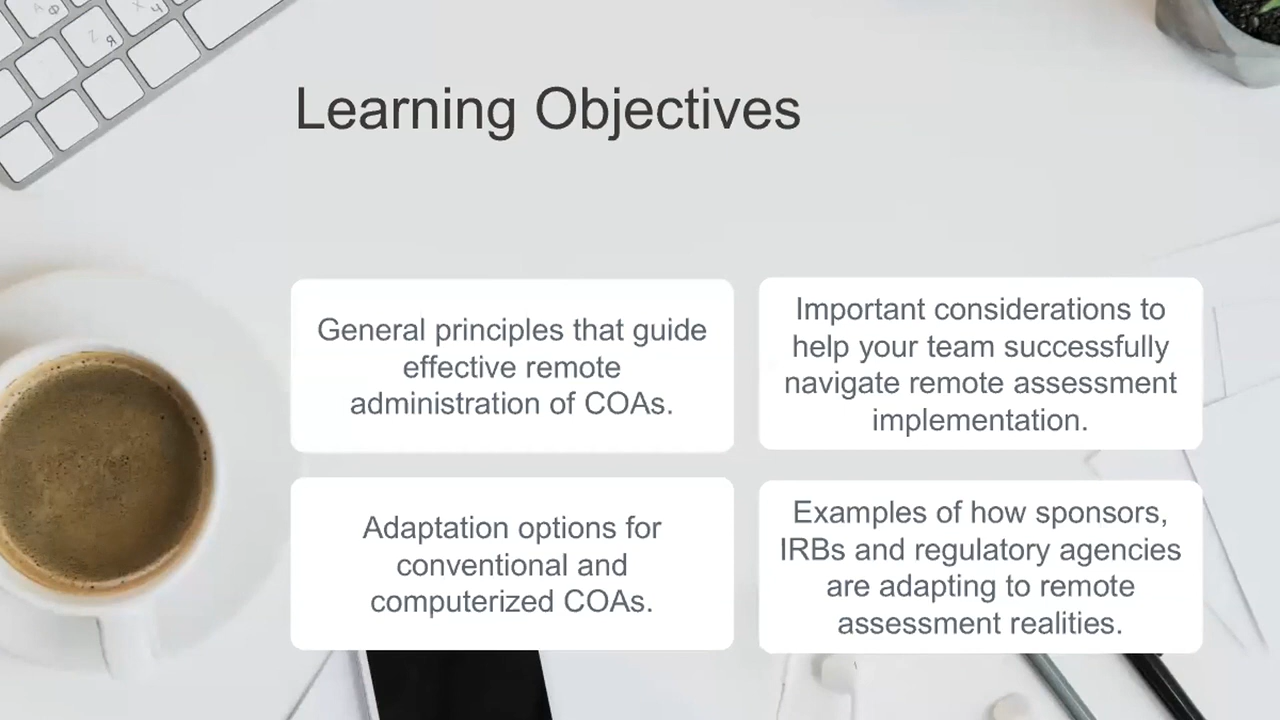 Learning Objectives
General principles that guide
effective remote
administration of COAs.
Important considerations to
help your team successfully
navigate remote assessment
implementation.
Adaptation options for
conventional and
computerized COAs.
Examples of how sponsors,
IRBs and regulatory agencies
are adapting to remote
assessment realities.